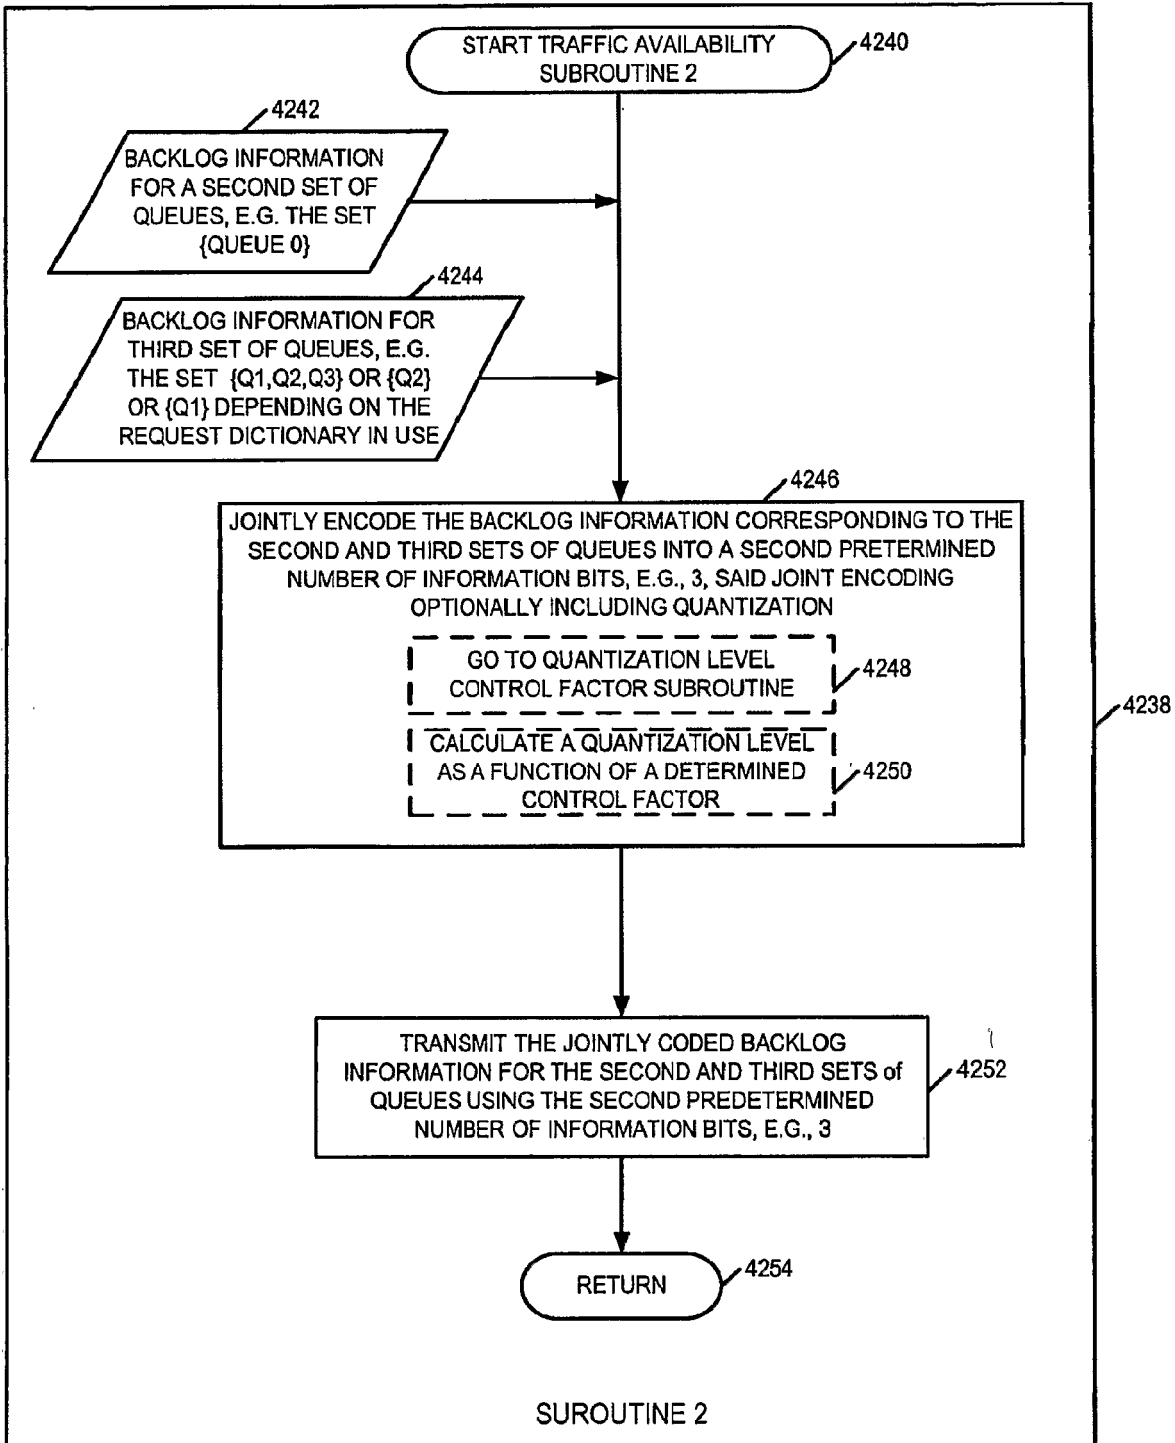 START TRAFFIC AVAILABILITY
SUBROUTINE 2
4240
4242
BACKLOG INFORMATION
FOR A SECOND SET OF
QUEUES, E.G. THE SET
{QUEUE 0}
4244
BACKLOG INFORMATION FOR
THIRD SET OF QUEUES, E.G.
THE SET {Q1,Q2,Q3} OR {Q2}
OR {Q1} DEPENDING ON THE
REQUEST DICTIONARY IN USE
4246
JOINTLY ENCODE THE BACKLOG INFORMATION CORRESPONDING TO THE
SECOND AND THIRD SETS OF QUEUES INTO A SECOND PRETERMINED
NUMBER OF INFORMATION BITS, E.G., 3, SAID JOINT ENCODING
OPTIONALLY INCLUDING QUANTIZATION
GO TO QUANTIZATION LEVEL
CONTROL FACTOR SUBROUTINE
4248
4238
CALCULATE A QUANTIZATION LEVEL
AS A FUNCTION OF A DETERMINED
CONTROL FACTOR
4250
TRANSMIT THE JOINTLY CODED BACKLOG
INFORMATION FOR THE SECOND AND THIRD SETS of
QUEUES USING THE SECOND PREDETERMINED
NUMBER OF INFORMATION BITS, E.G., 3
4252
RETURN
4254
SUROUTINE 2